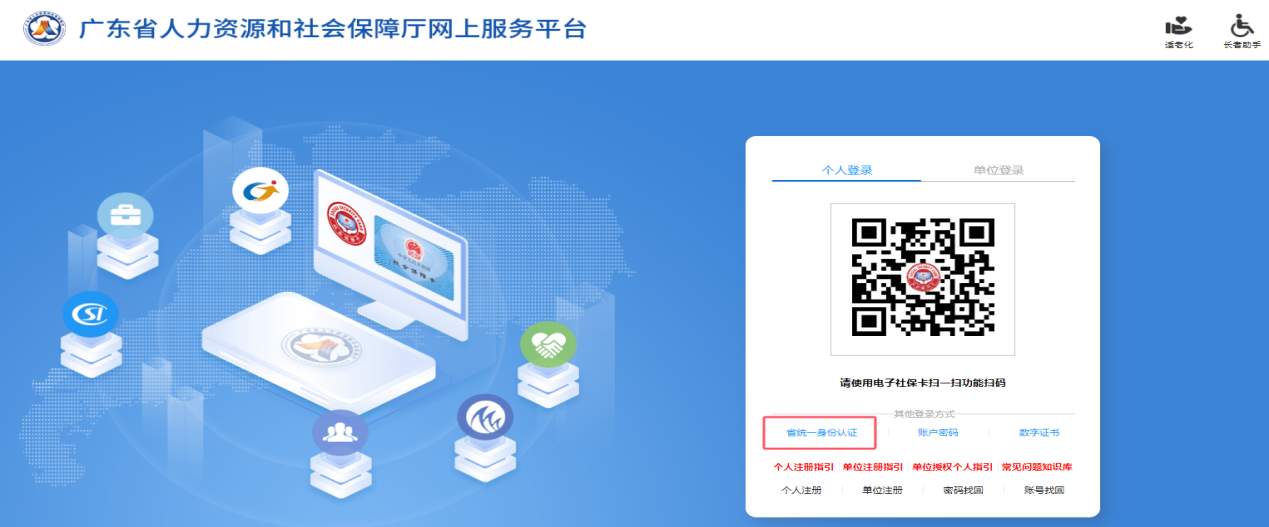 广东省人力资源和社会保障厅网上服务平台
适老化 长者助手
个人登录 单位登录
请使用电子社保卡扫一扫功能扫码
其他登录方式
省统一身份认证 账户密码 数字证书
个人注册指引 单位注册指引 单位授权个人指引 常见问题知识库
个人注册 单位注册 密码找回 账号找回
社会保障卡